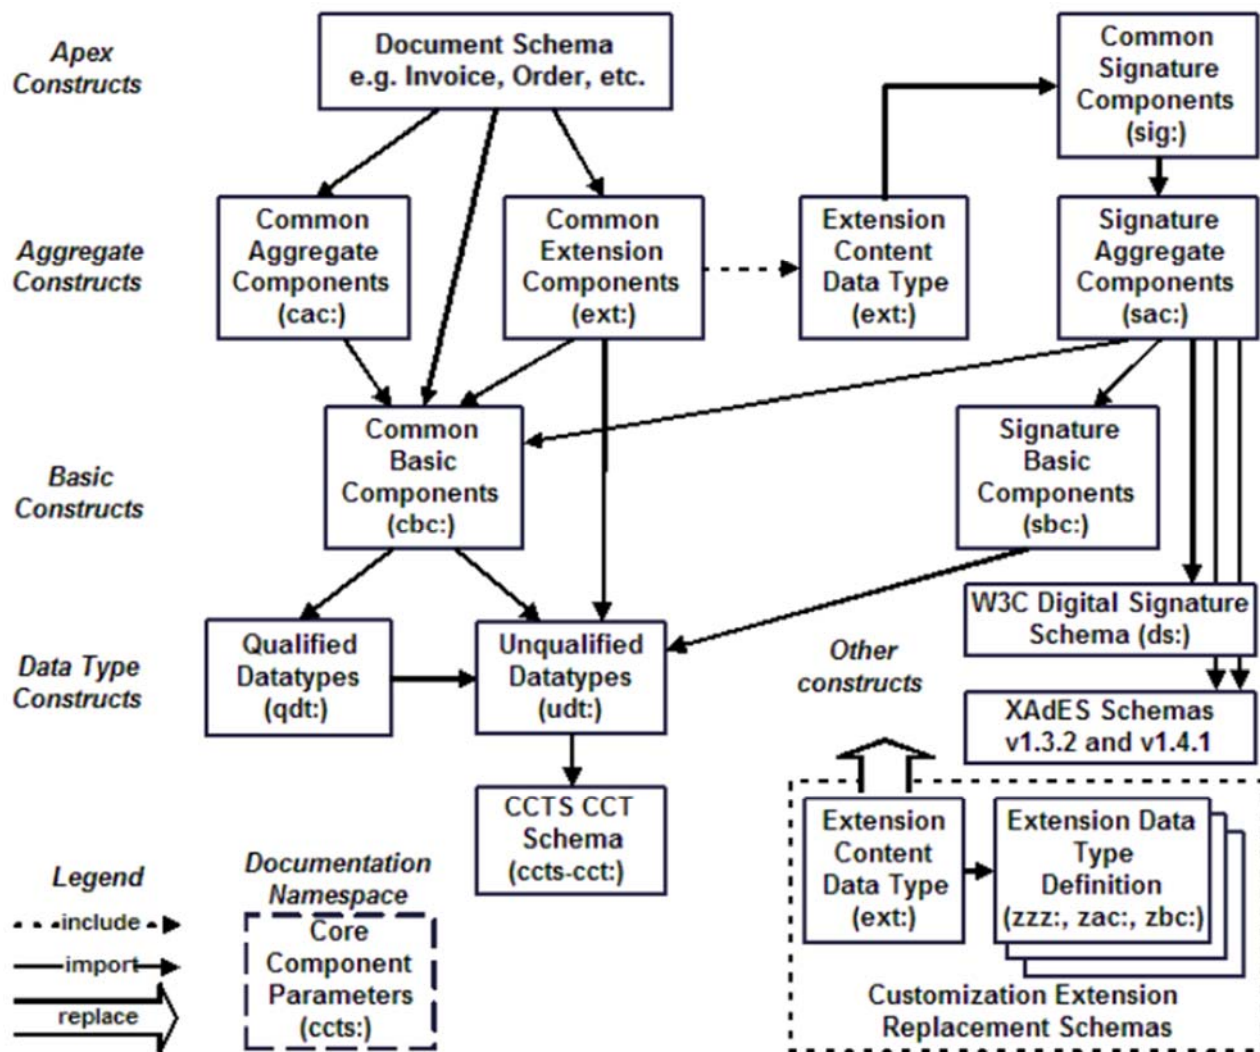 Apex
Constructs
Document Schema
e.g. Invoice, Order, etc.
Common
Signature
Components
(sig:)
Aggregate
Constructs
Common
Aggregate
Components
(cac:)
Common
Extension
Components
(ext:)
Extension
Content
Data Type
(ext:)
Signature
Aggregate
Components
(sac:)
Basic
Constructs
Common
Basic
Components
(cbc:)
Signature
Basic
Components
(sbc:)
Data Type
Constructs
Qualified
Datatypes
(qdt:)
Unqualified
Datatypes
(udt:)
Other
constructs
W3C Digital Signature
Schema (ds:)
XAdES Schemas
v1.3.2 and v1.4.1
CCTS CCT
Schema
(ccts-cct:)
Extension
Content
Data Type
(ext:)
Extension Data
Type
Definition
(zzz:, zac:, zbc:)
Customization Extension
Replacement Schemas
Legend
include
import
replace
Documentation
Namespace
Core
Component
Parameters
(ccts:)